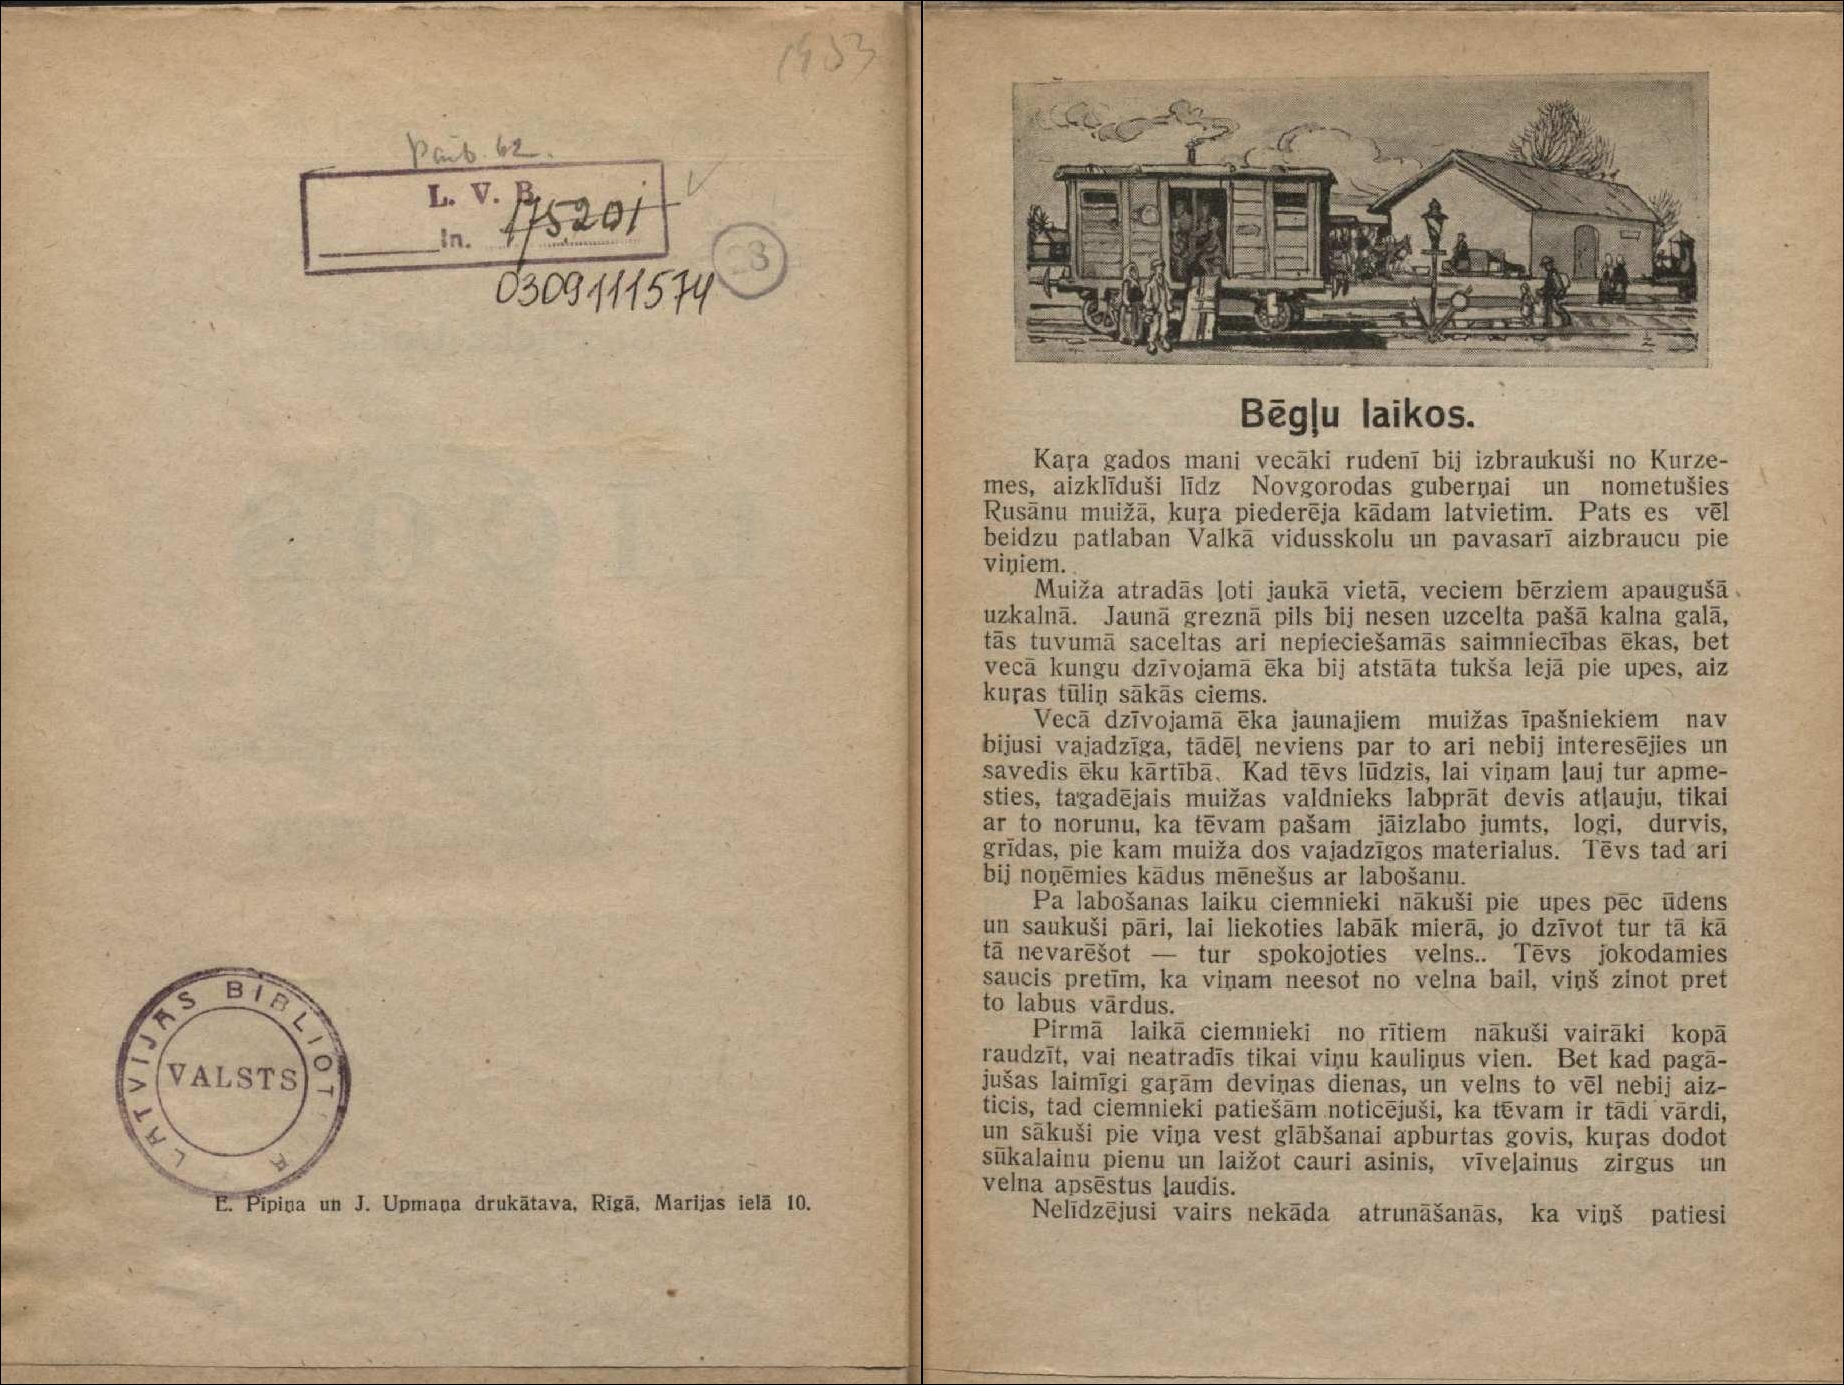 1953
Pārb. 62.
L. V. B.
In. 175.201
0309111574
LATVIJAS BIBLIOT A
VALSTS
E. Pīpiņa un J. Upmaņa drukātava, Rīgā, Marijas ielā 10.
Bēgļu laikos.
Kaŗa gados mani vecāki rudenī bij izbraukuši no Kurze-
mes, aizklīduši līdz Novgorodas guberņai un nometušies
Rusānu muižā, kuŗa piederēja kādam latvietim. Pats es vēl
beidzu patlaban Valkā vidusskolu un pavasarī aizbraucu pie
viņiem.
Muiža atradās ļoti jaukā vietā, veciem bērziem apaugušā
uzkalnā. Jaunā greznā pils bij nesen uzcelta pašā kalna galā,
tās tuvumā saceltas ari nepieciešamās saimniecības ēkas, bet
vecā kungu dzīvojamā ēka bij atstāta tukša lejā pie upes, aiz
kuŗas tūliņ sākās ciems.
Vecā dzīvojamā ēka jaunajiem muižas īpašniekiem nav
bijusi vajadzīga, tādēļ neviens par to ari nebij interesējies un
savedis ēku kārtībā. Kad tēvs lūdzis, lai viņam ļauj tur apme-
sties, tagadējais muižas valdnieks labprāt devis atļauju, tikai
ar to norunu, ka tēvam pašam jāizlabo jumts, logi, durvis,
grīdas, pie kam muiža dos vajadzīgos materialus. Tēvs tad ari
bij noņēmies kādus mēnešus ar labošanu.
Pa labošanas laiku ciemnieki nākuši pie upes pēc ūdens
un saukuši pāri, lai liekoties labāk mierā, jo dzīvot tur tā kā
tā nevarēšot — tur spokojoties velns.. Tēvs jokodamies
saucis pretīm, ka viņam neesot no velna bail, viņš zinot pret
to labus vārdus.
Pirmā laikā ciemnieki no rītiem nākuši vairāki kopā
raudzīt, vai neatradīs tikai viņu kauliņus vien. Bet kad pagā-
jušas laimīgi gaŗām deviņas dienas, un velns to vēl nebij aiz-
ticis, tad ciemnieki patiešām noticējuši, ka tēvam ir tādi vārdi,
un sākuši pie viņa vest glābšanai apburtas govis, kuŗas dodot
sūkalainu pienu un laižot cauri asinis, vīveļainus zirgus un
velna apsēstus ļaudis.
Nelīdzējusi vairs nekāda atrunāšanās, ka viņš patiesi